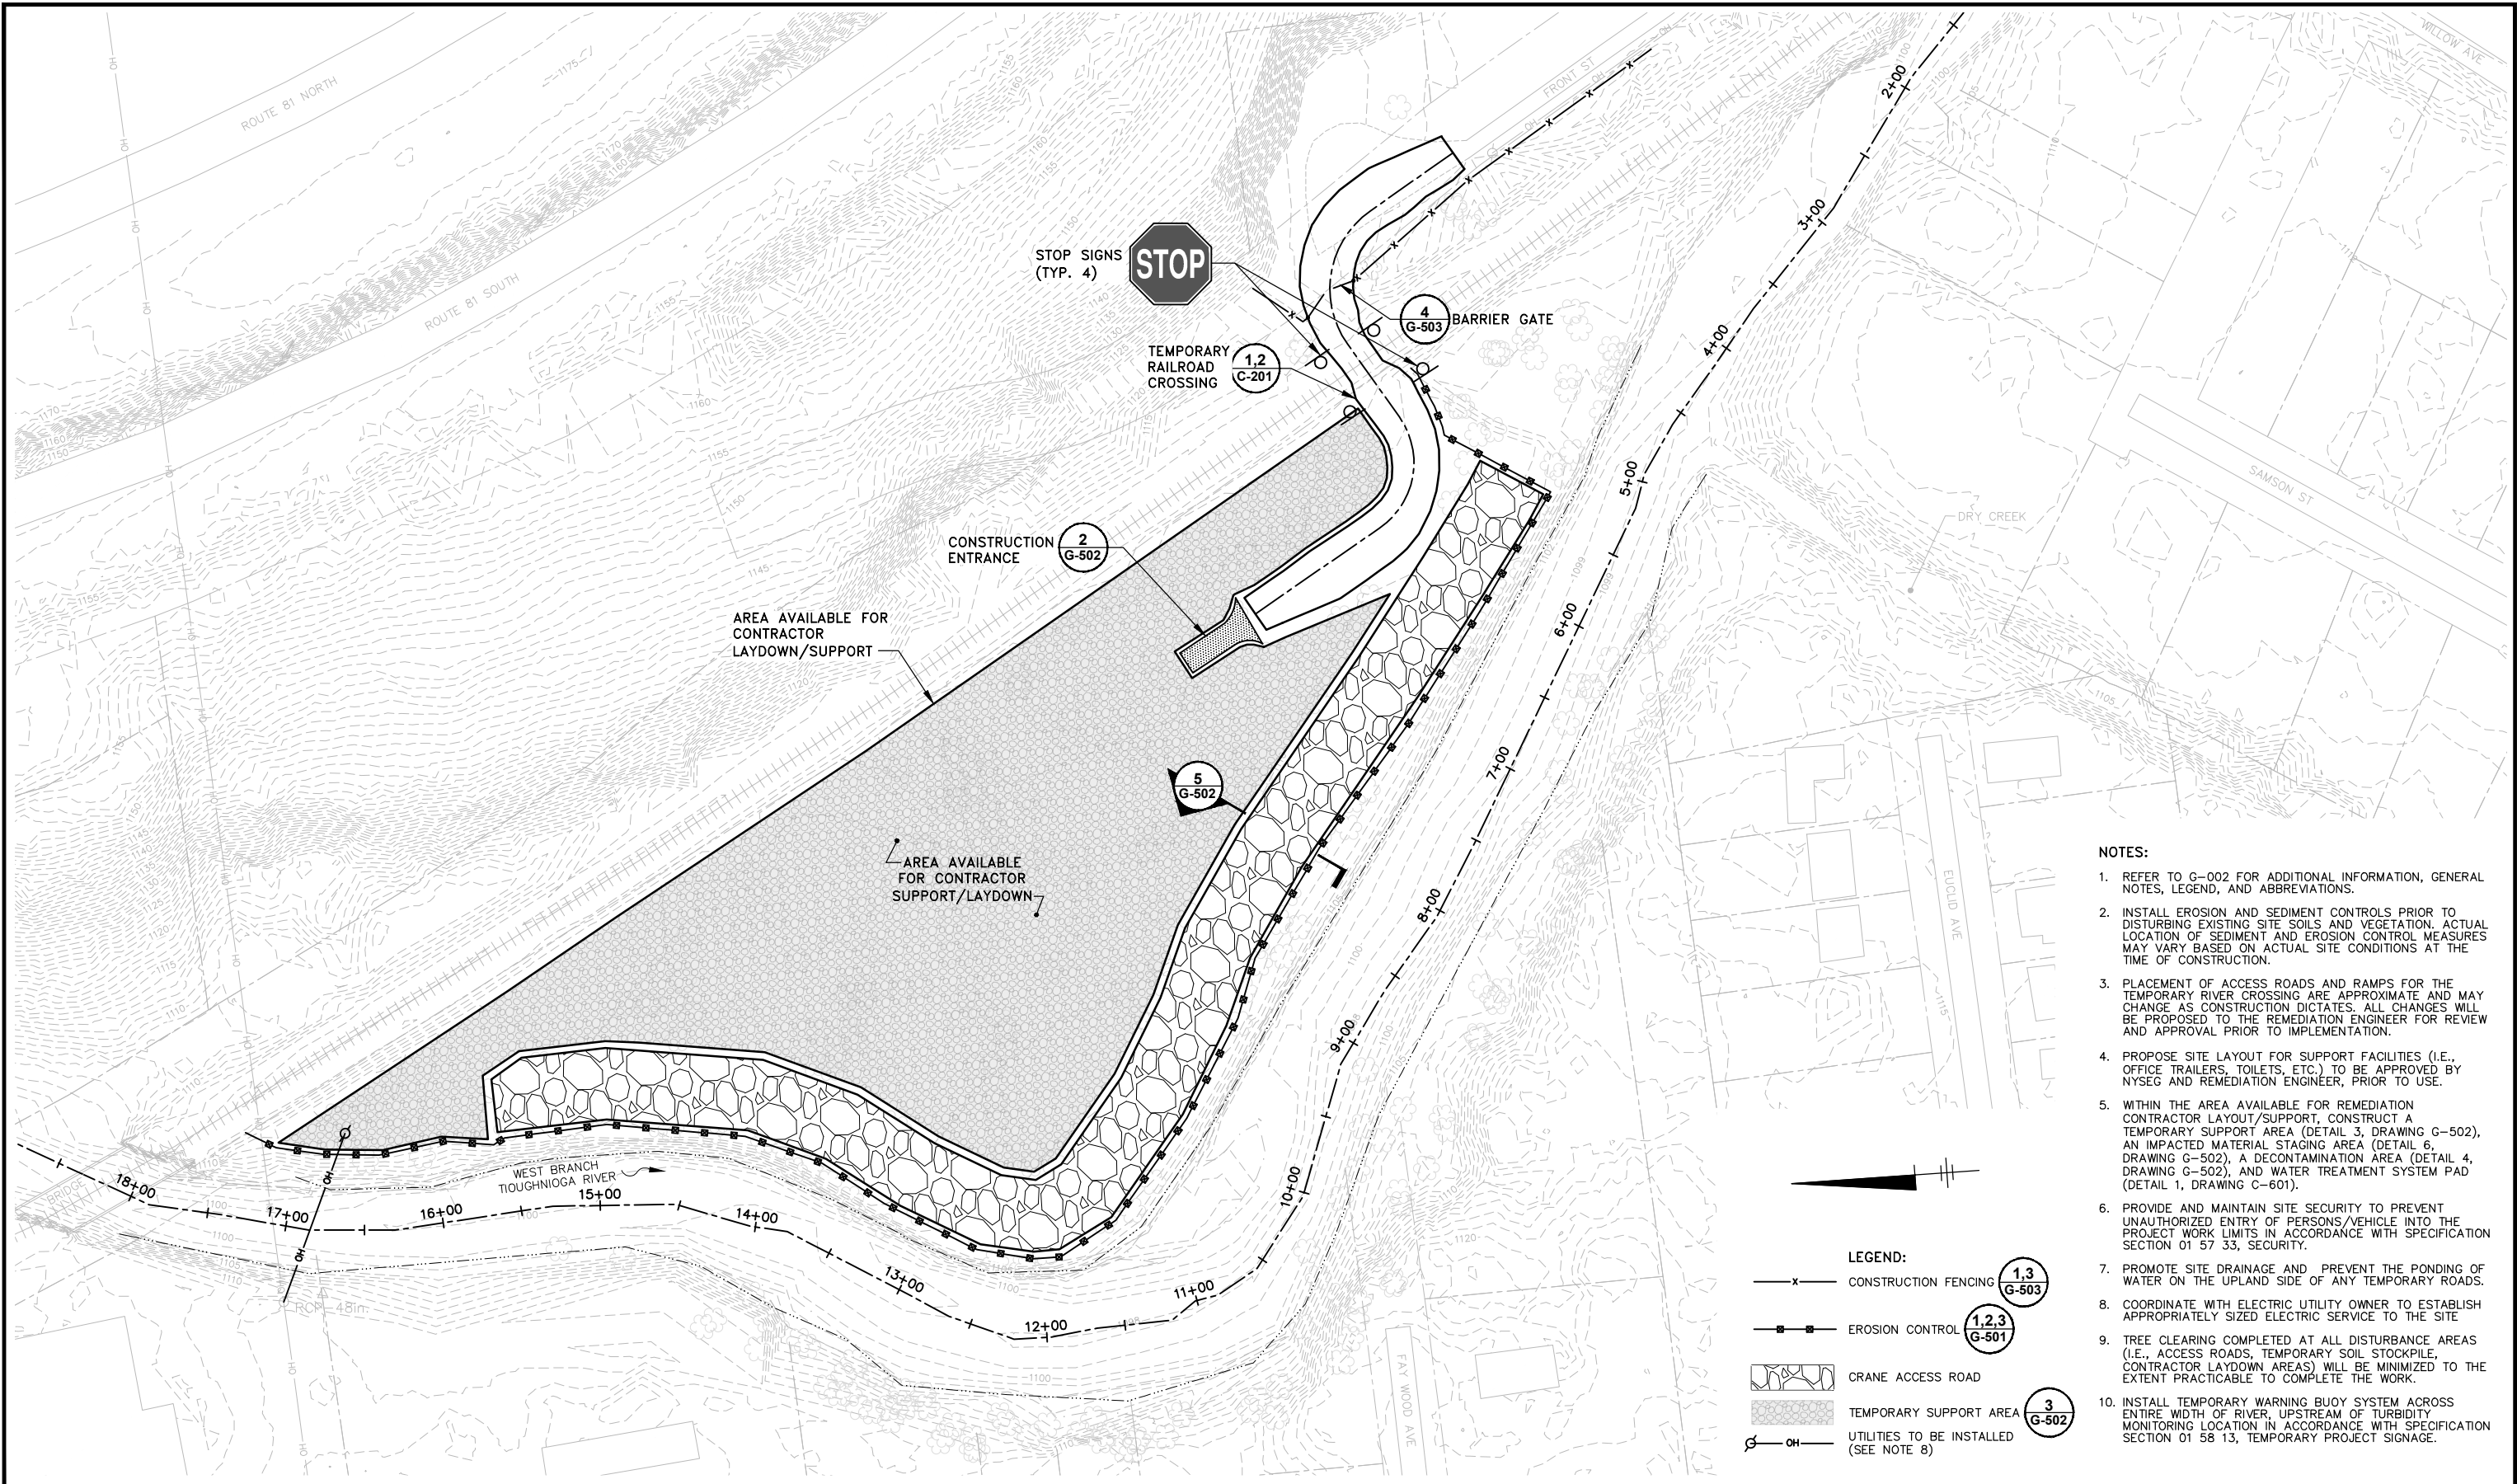 ROUTE 81 NORTH
ROUTE 81 SOUTH
FRONT ST
WILLOW AVE
SAMSON ST
DRY CREEK
EUCLID AVE
FAY WOOD AVE
BRIDGE
RCP 48in.
STOP SIGNS
(TYP. 4)
STOP
4
G-503
BARRIER GATE
TEMPORARY
RAILROAD
CROSSING
1,2
C-201
CONSTRUCTION
ENTRANCE
2
G-502
AREA AVAILABLE FOR
CONTRACTOR
LAYDOWN/SUPPORT
5
G-502
AREA AVAILABLE
FOR CONTRACTOR
SUPPORT/LAYDOWN
WEST BRANCH
TIOUGHNIOGA RIVER
2+00
3+00
4+00
5+00
6+00
7+00
8+00
9+00
10+00
11+00
12+00
13+00
14+00
15+00
16+00
17+00
18+00
OH
OH
NOTES:
1. REFER TO G-002 FOR ADDITIONAL INFORMATION, GENERAL
NOTES, LEGEND, AND ABBREVIATIONS.
2. INSTALL EROSION AND SEDIMENT CONTROLS PRIOR TO
DISTURBING EXISTING SITE SOILS AND VEGETATION. ACTUAL
LOCATION OF SEDIMENT AND EROSION CONTROL MEASURES
MAY VARY BASED ON ACTUAL SITE CONDITIONS AT THE
TIME OF CONSTRUCTION.
3. PLACEMENT OF ACCESS ROADS AND RAMPS FOR THE
TEMPORARY RIVER CROSSING ARE APPROXIMATE AND MAY
CHANGE AS CONSTRUCTION DICTATES. ALL CHANGES WILL
BE PROPOSED TO THE REMEDIATION ENGINEER FOR REVIEW
AND APPROVAL PRIOR TO IMPLEMENTATION.
4. PROPOSE SITE LAYOUT FOR SUPPORT FACILITIES (I.E.,
OFFICE TRAILERS, TOILETS, ETC.) TO BE APPROVED BY
NYSEG AND REMEDIATION ENGINEER, PRIOR TO USE.
5. WITHIN THE AREA AVAILABLE FOR REMEDIATION
CONTRACTOR LAYOUT/SUPPORT, CONSTRUCT A
TEMPORARY SUPPORT AREA (DETAIL 3, DRAWING G-502),
AN IMPACTED MATERIAL STAGING AREA (DETAIL 6,
DRAWING G-502), A DECONTAMINATION AREA (DETAIL 4,
DRAWING G-502), AND WATER TREATMENT SYSTEM PAD
(DETAIL 1, DRAWING C-601).
6. PROVIDE AND MAINTAIN SITE SECURITY TO PREVENT
UNAUTHORIZED ENTRY OF PERSONS/VEHICLE INTO THE
PROJECT WORK LIMITS IN ACCORDANCE WITH SPECIFICATION
SECTION 01 57 33, SECURITY.
7. PROMOTE SITE DRAINAGE AND PREVENT THE PONDING OF
WATER ON THE UPLAND SIDE OF ANY TEMPORARY ROADS.
8. COORDINATE WITH ELECTRIC UTILITY OWNER TO ESTABLISH
APPROPRIATELY SIZED ELECTRIC SERVICE TO THE SITE
9. TREE CLEARING COMPLETED AT ALL DISTURBANCE AREAS
(I.E., ACCESS ROADS, TEMPORARY SOIL STOCKPILE,
CONTRACTOR LAYDOWN AREAS) WILL BE MINIMIZED TO THE
EXTENT PRACTICABLE TO COMPLETE THE WORK.
10. INSTALL TEMPORARY WARNING BUOY SYSTEM ACROSS
ENTIRE WIDTH OF RIVER, UPSTREAM OF TURBIDITY
MONITORING LOCATION IN ACCORDANCE WITH SPECIFICATION
SECTION 01 58 13, TEMPORARY PROJECT SIGNAGE.
LEGEND:
x CONSTRUCTION FENCING 1,3
G-503
EROSION CONTROL 1,2,3
G-501
CRANE ACCESS ROAD
TEMPORARY SUPPORT AREA 3
G-502
OH UTILITIES TO BE INSTALLED
(SEE NOTE 8)